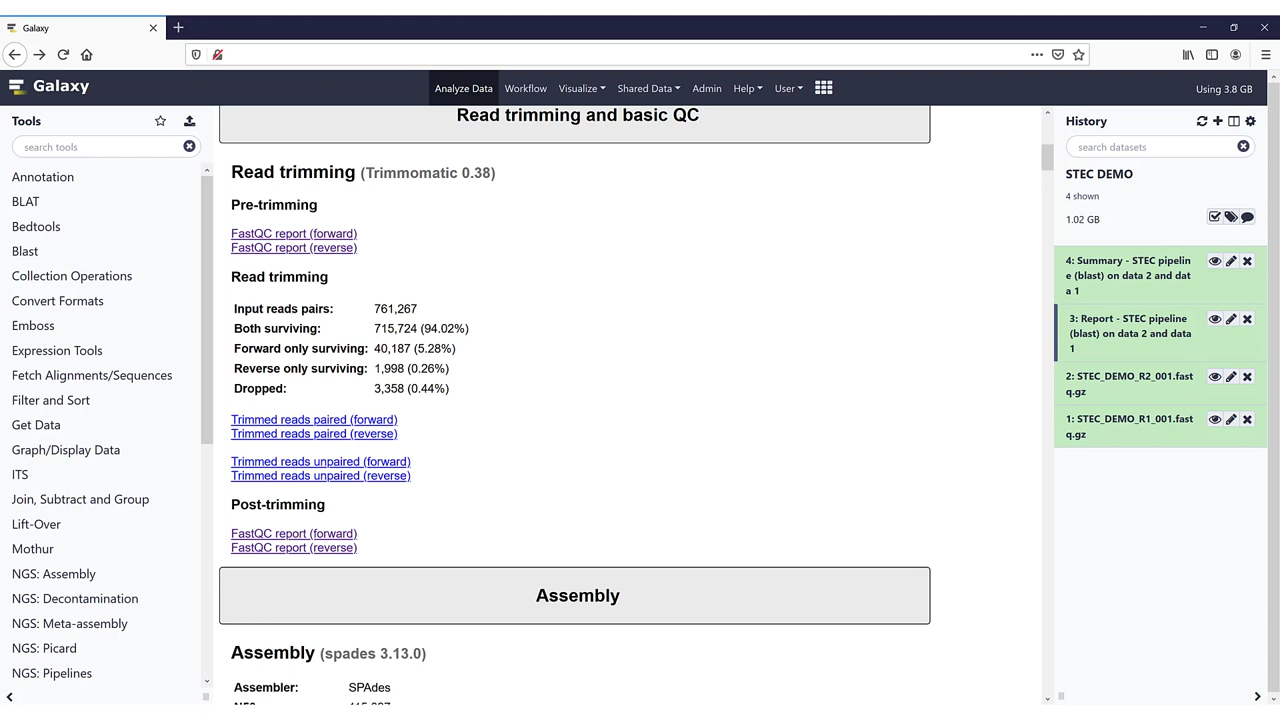 Galaxy
Galaxy
Analyze Data
Workflow
Visualize
Shared Data
Admin
Help
User
Using 3.8 GB
Tools
search tools
Annotation
BLAT
Bedtools
Blast
Collection Operations
Convert Formats
Emboss
Expression Tools
Fetch Alignments/Sequences
Filter and Sort
Get Data
Graph/Display Data
ITS
Join, Subtract and Group
Lift-Over
Mothur
NGS: Assembly
NGS: Decontamination
NGS: Meta-assembly
NGS: Picard
NGS: Pipelines
Read trimming and basic QC
Read trimming (Trimmomatic 0.38)
Pre-trimming
FastQC report (forward)
FastQC report (reverse)
Read trimming
Input reads pairs: 761,267
Both surviving: 715,724 (94.02%)
Forward only surviving: 40,187 (5.28%)
Reverse only surviving: 1,998 (0.26%)
Dropped: 3,358 (0.44%)
Trimmed reads paired (forward)
Trimmed reads paired (reverse)
Trimmed reads unpaired (forward)
Trimmed reads unpaired (reverse)
Post-trimming
FastQC report (forward)
FastQC report (reverse)
Assembly
Assembly (spades 3.13.0)
Assembler: SPAdes
History
search datasets
STEC DEMO
4 shown
1.02 GB
4: Summary - STEC pipelin
e (blast) on data 2 and dat
a 1
3: Report - STEC pipeline
(blast) on data 2 and data
1
2: STEC_DEMO_R2_001.fast
q.gz
1: STEC_DEMO_R1_001.fast
q.gz